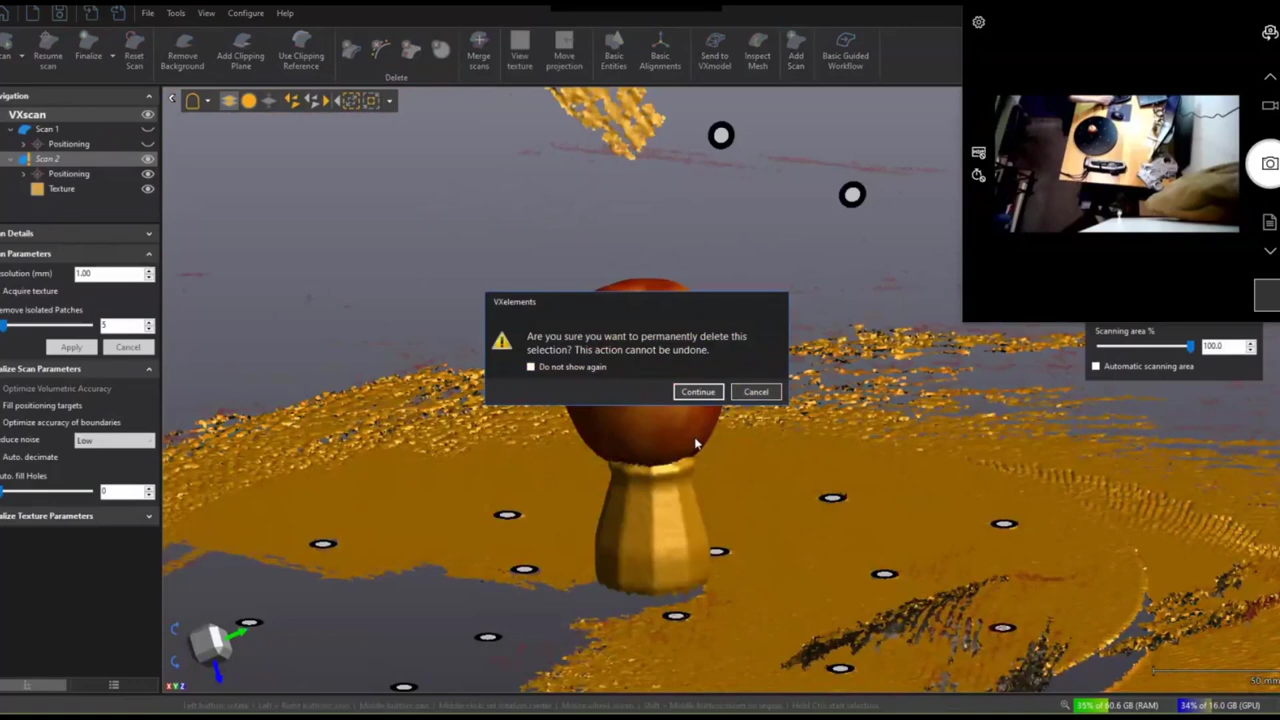 File Tools View Configure Help
Resume scan
Finalize
Reset Scan
Remove Background
Add Clipping Plane
Use Clipping Reference
Delete
Merge scans
View texture
Move projection
Basic Entities
Basic Alignments
Send to VXmodel
Inspect Mesh
Add Scan
Basic Guided Workflow
VXscan
Scan 1
Positioning
Scan 2
Positioning
Texture
1.00
Acquire texture
5
Apply Cancel
Optimize Volumetric Accuracy
Fill positioning targets
Optimize accuracy of boundaries
Low
Auto. decimate
0
VXelements
Are you sure you want to permanently delete this
selection? This action cannot be undone.
Do not show again
Continue Cancel
Scanning area %
100.0
Automatic scanning area
50 mm
X Y Z
35% of 60.6 GB (RAM) 34% of 16.0 GB (GPU)